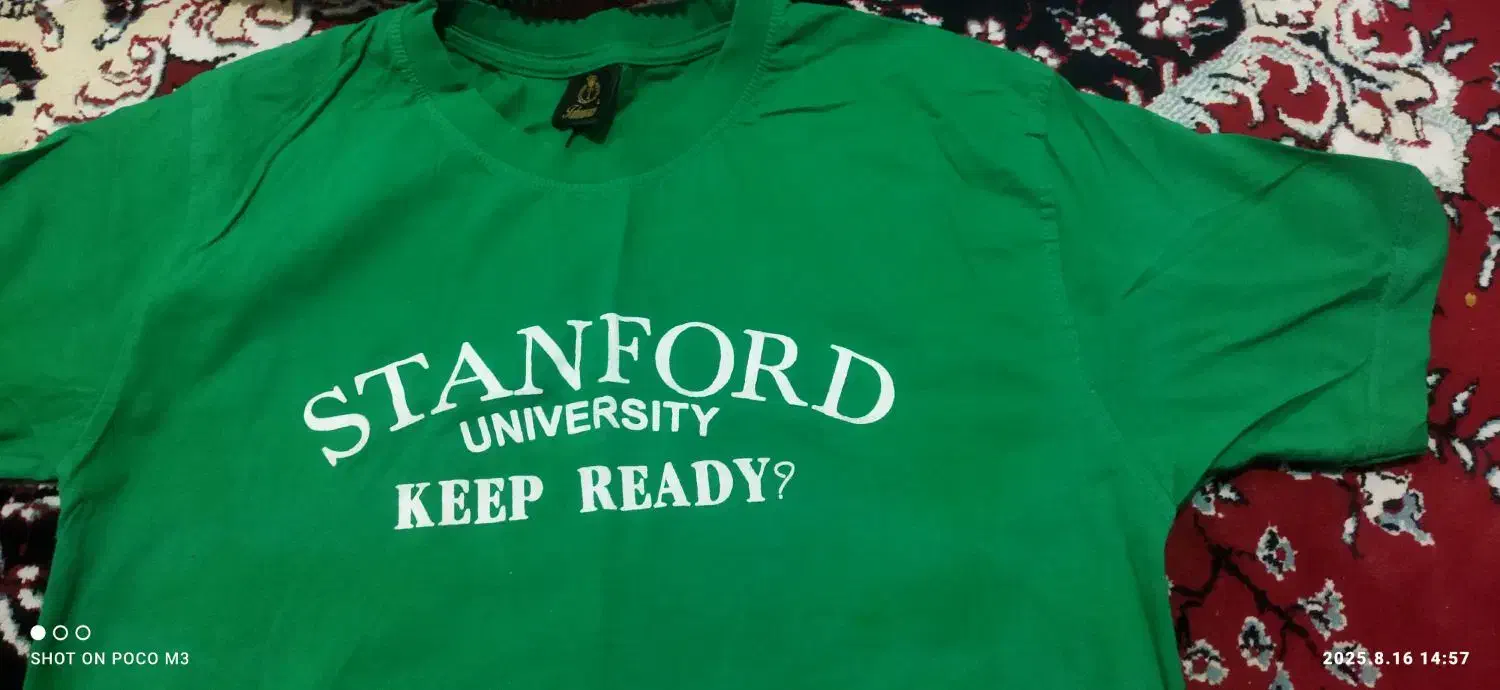 STANFORD
UNIVERSITY
KEEP READY?
SHOT ON POCO M3
2025.8.16 14:57